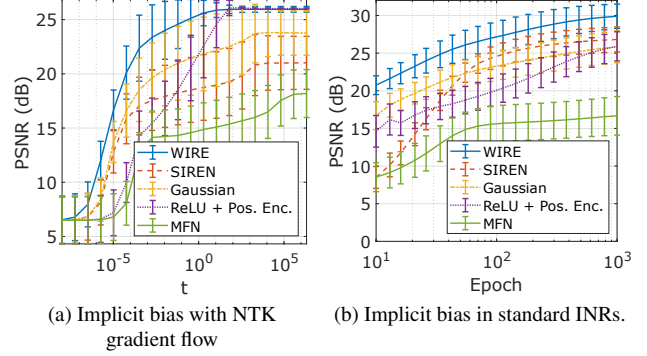 25
20
15
10
5
PSNR (dB)
WIRE
SIREN
Gaussian
ReLU + Pos. Enc.
MFN
10^-5
10^0
10^5
t
(a) Implicit bias with NTK
gradient flow
30
25
20
15
10
5
0
PSNR (dB)
WIRE
SIREN
Gaussian
ReLU + Pos. Enc.
MFN
10^1
10^2
10^3
Epoch
(b) Implicit bias in standard INRs.